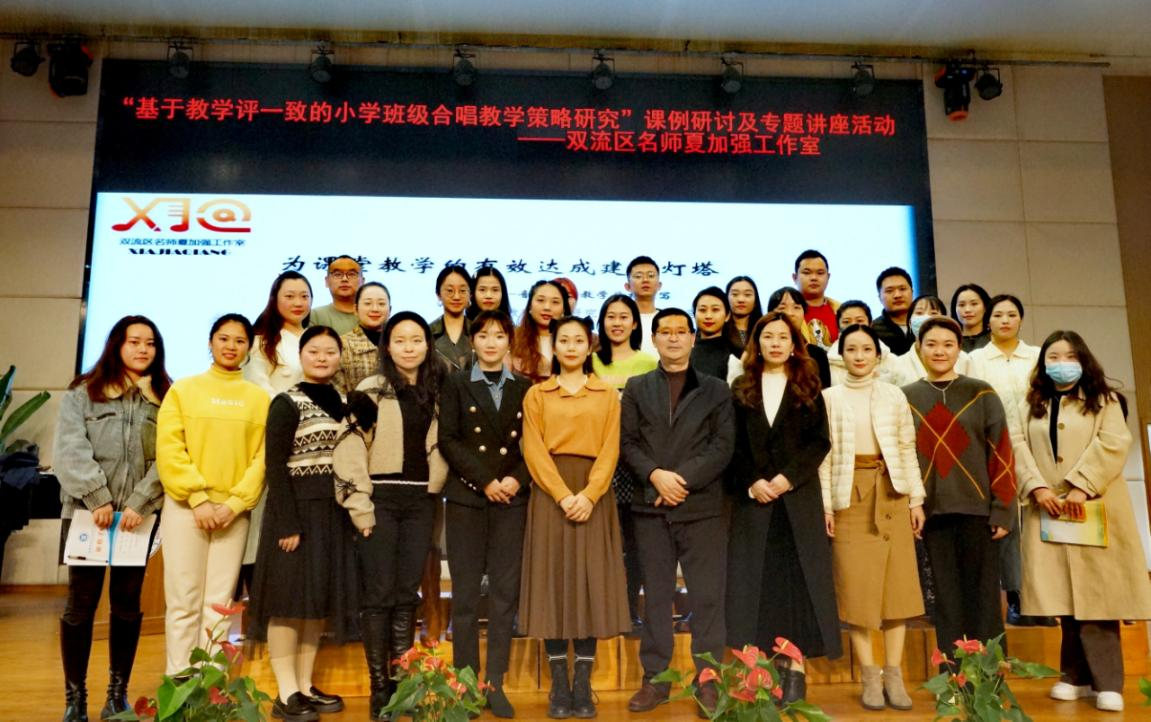 “基于教学评一致的小学班级合唱教学策略研究”课例研讨及专题讲座活动
——双流区名师夏加强工作室
双流区名师夏加强工作室
XIAJIAQIANG
为课堂教学的有效达成建 灯塔
教学
Magic